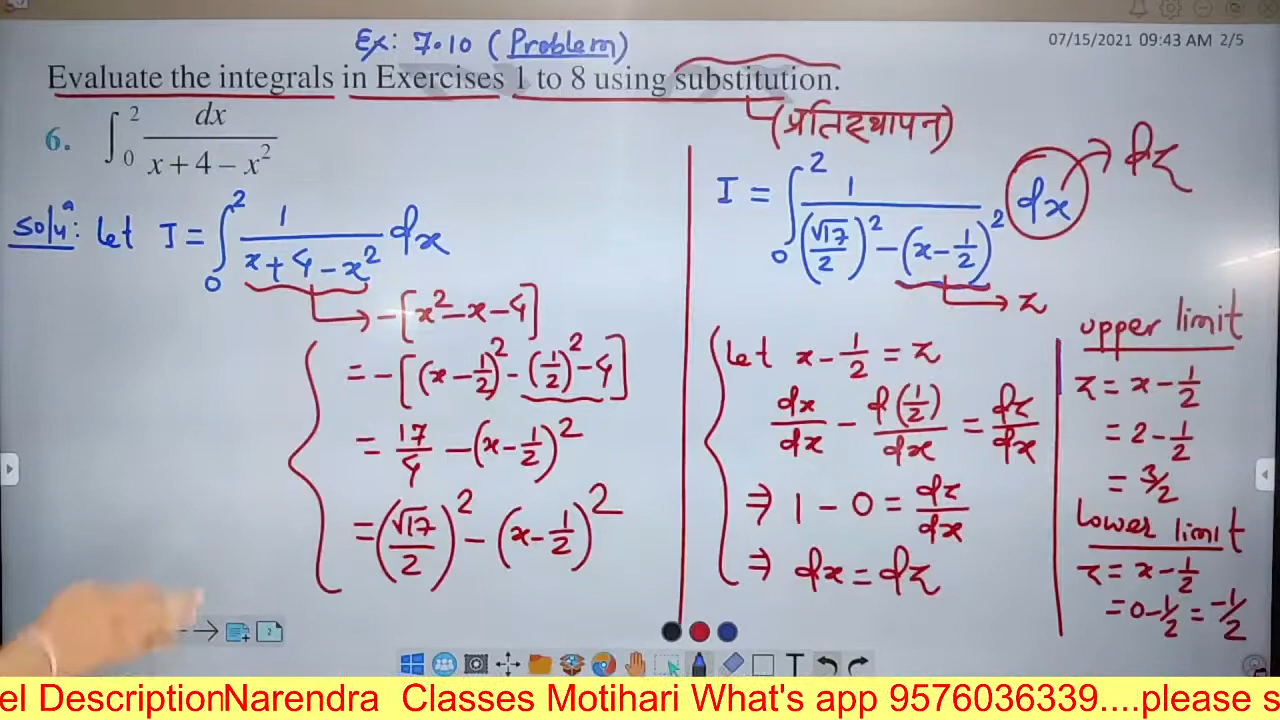 Ex: 7.10 (Problem)
07/15/2021 09:43 AM 2/5
Evaluate the integrals in Exercises 1 to 8 using substitution.
(प्रतिस्थापन)
6. ∫₀² dx / (x + 4 – x²)
Soluⁿ: Let I = ∫₀² 1/(x + 4 – x²) dx
→ –[x² – x – 4]
= –[(x – 1/2)² – (1/2)² – 4]
= 17/4 – (x – 1/2)²
= (√17/2)² – (x – 1/2)²
I = ∫₀² 1/((√17/2)² – (x – 1/2)²) dx → dz
→ z
Let x – 1/2 = z
dx/dx – d(1/2)/dx = dz/dx
⇒ 1 – 0 = dz/dx
⇒ dx = dz
upper limit
z = x – 1/2
= 2 – 1/2
= 3/2
Lower limit
z = x – 1/2
= 0 – 1/2 = –1/2
T
el DescriptionNarendra Classes Motihari What's app 9576036339....please s